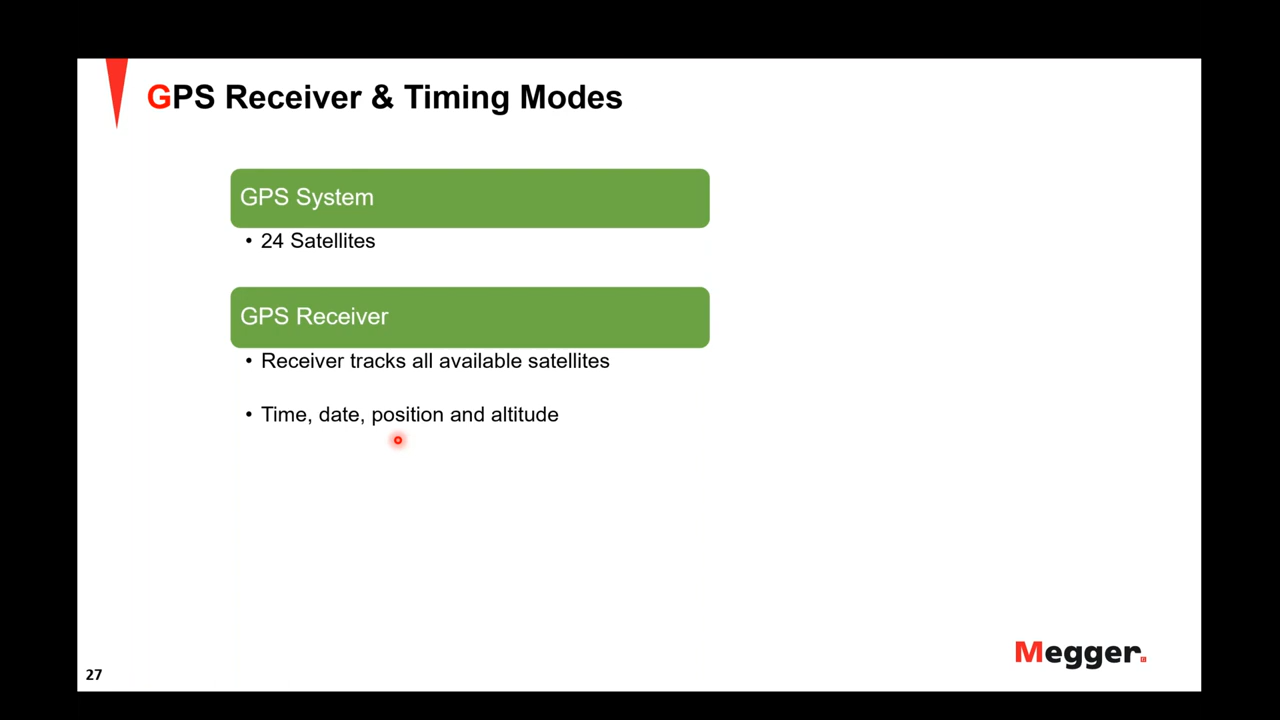 GPS Receiver & Timing Modes
GPS System
• 24 Satellites
GPS Receiver
• Receiver tracks all available satellites
• Time, date, position and altitude
Megger.
27